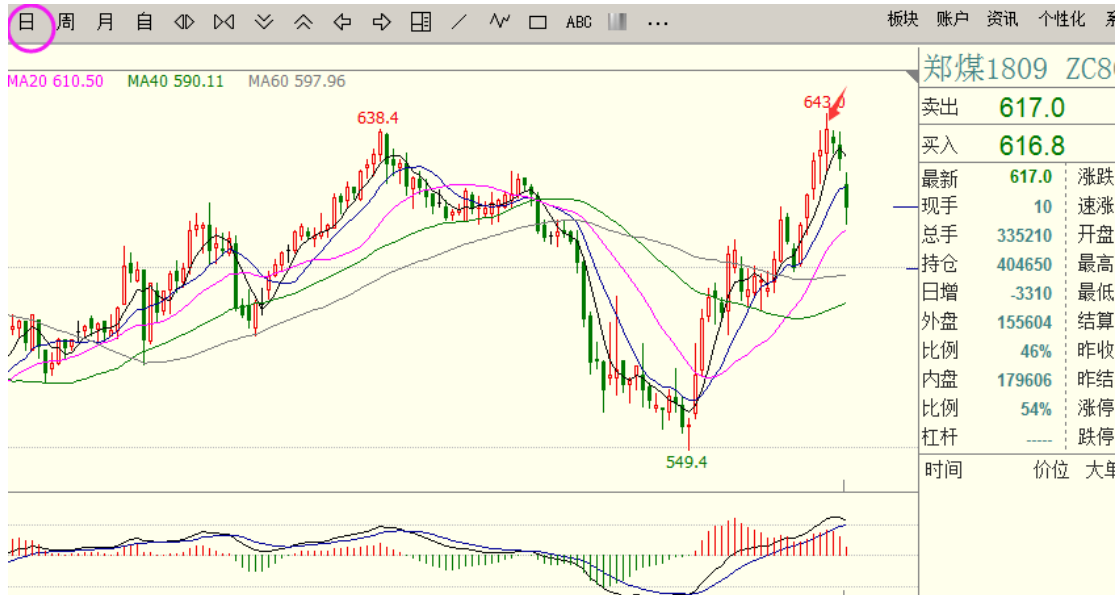 日 周 月 自 ABC ... 板块 账户 资讯 个性化
MA20 610.50 MA40 590.11 MA60 597.96
638.4
643.0
549.4
郑煤1809 ZC8
卖出 617.0
买入 616.8
最新 617.0 涨跌
现手 10 速涨
总手 335210 开盘
持仓 404650 最高
日增 -3310 最低
外盘 155604 结算
比例 46% 昨收
内盘 179606 昨结
比例 54% 涨停
杠杆 ----- 跌停
时间 价位 大单